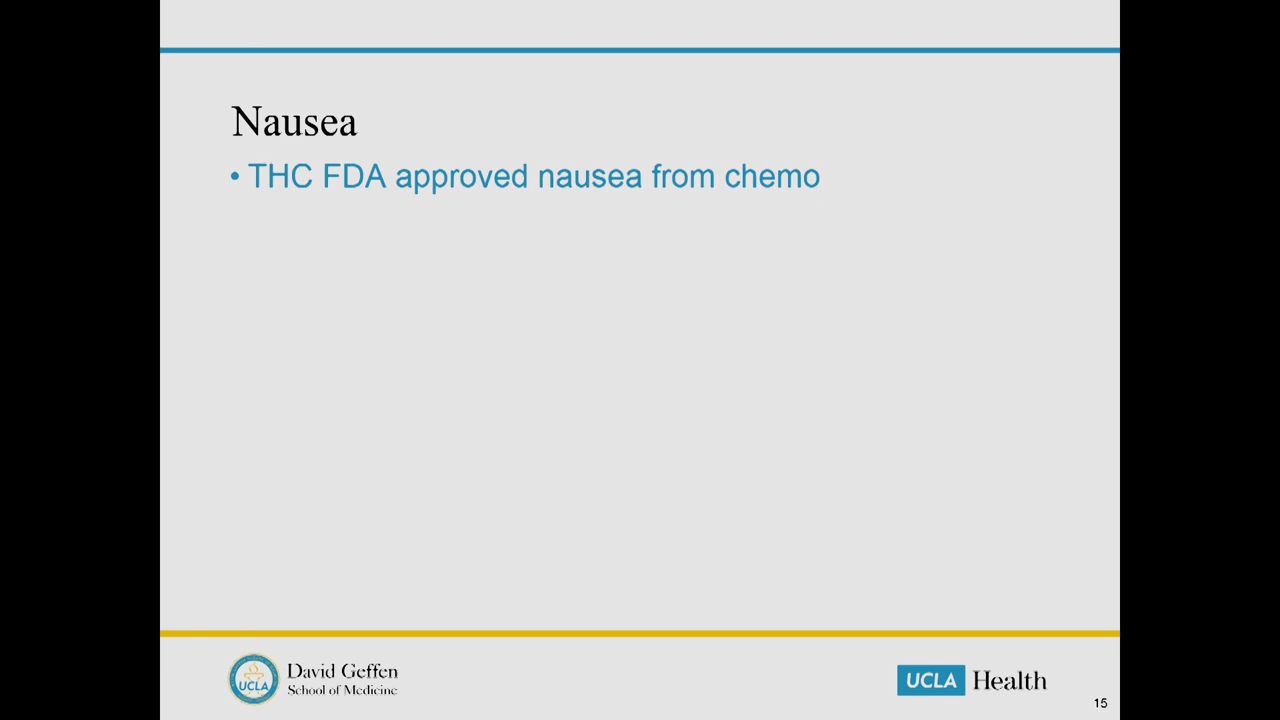 Nausea
• THC FDA approved nausea from chemo
UCLA
David Geffen
School of Medicine
UCLA Health
15